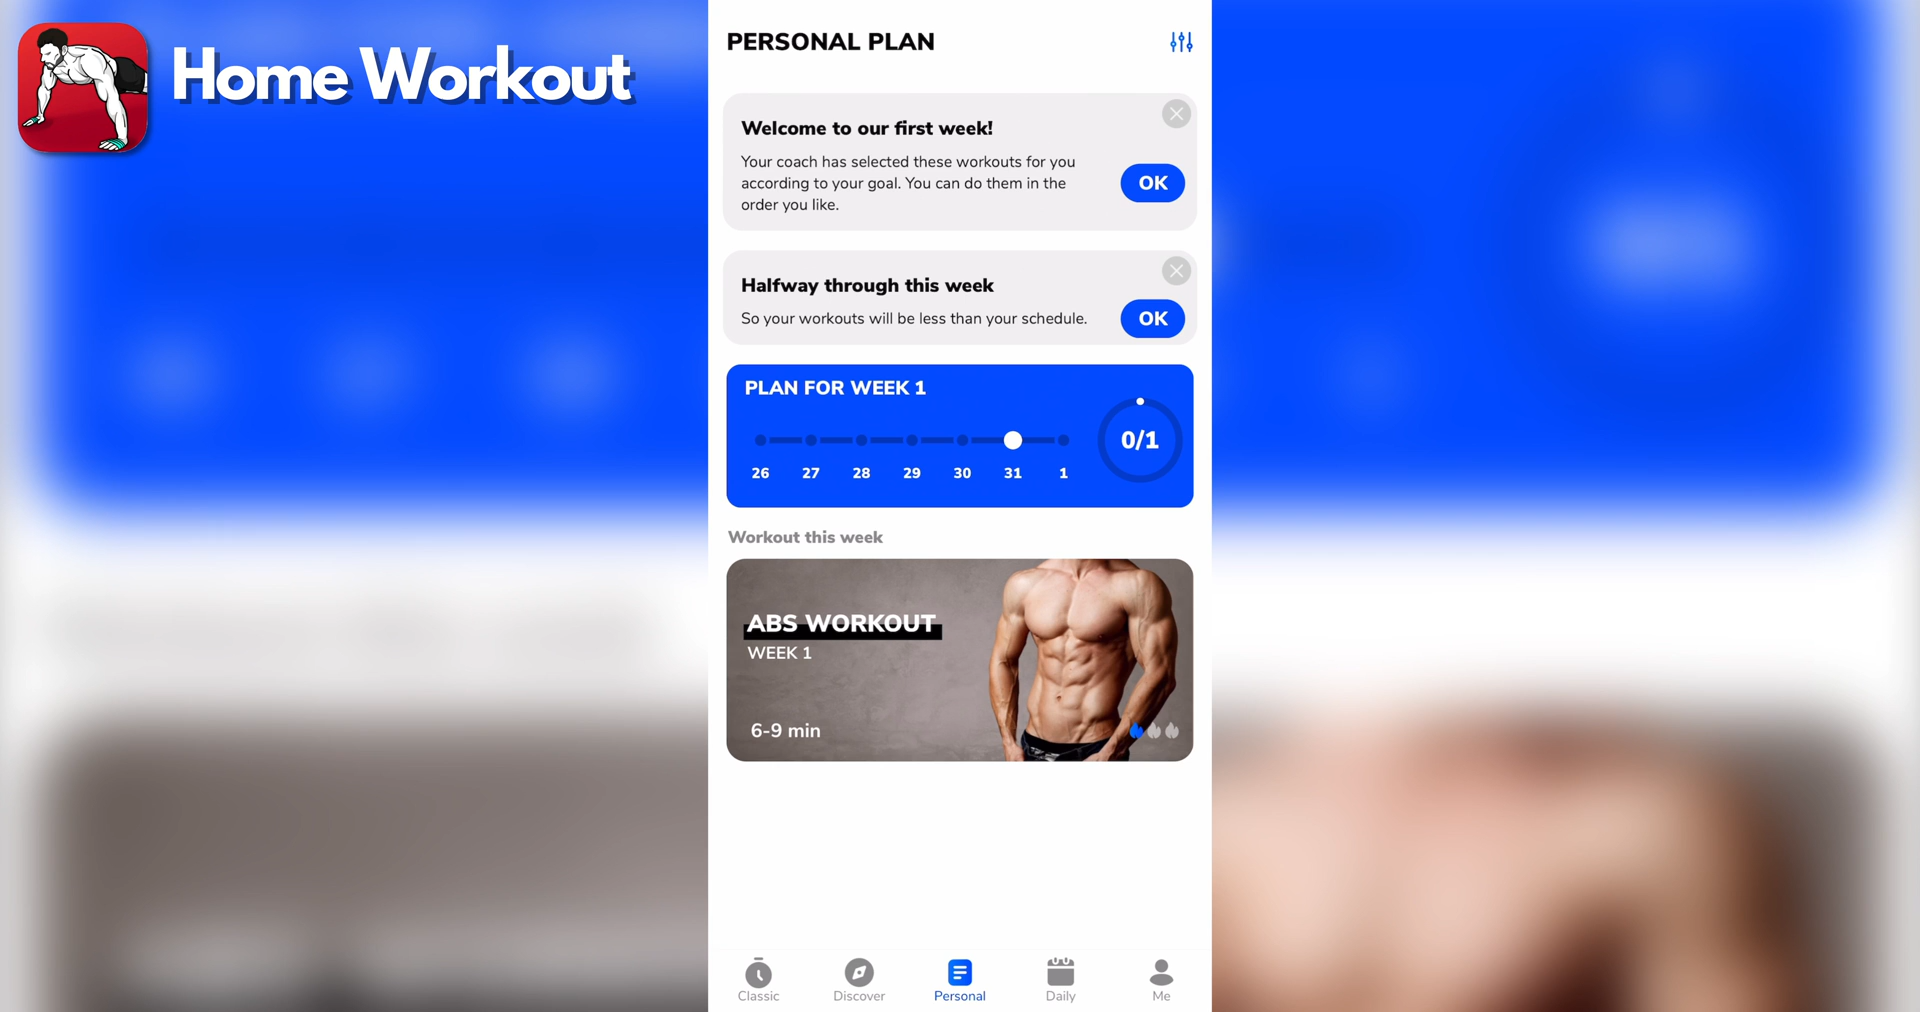 Home Workout
PERSONAL PLAN
Welcome to our first week!
Your coach has selected these workouts for you
according to your goal. You can do them in the
order you like.
OK
Halfway through this week
So your workouts will be less than your schedule.
OK
PLAN FOR WEEK 1
0/1
26 27 28 29 30 31 1
Workout this week
ABS WORKOUT
WEEK 1
6-9 min
Classic Discover Personal Daily Me